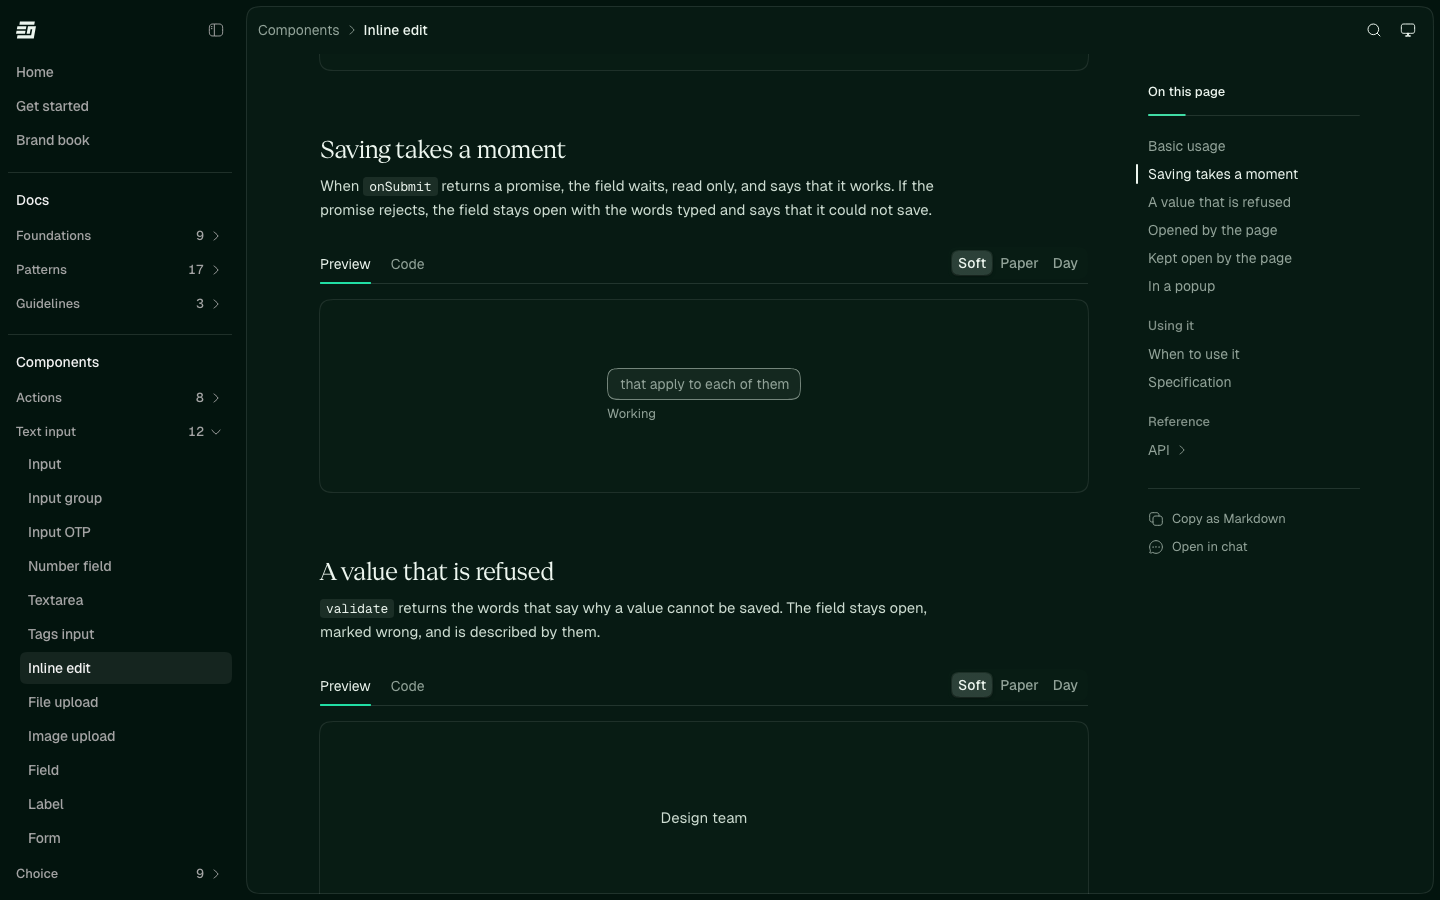 Components > Inline edit
Home
Get started
Brand book
Docs
Foundations 9
Patterns 17
Guidelines 3
Components
Actions 8
Text input 12
Input
Input group
Input OTP
Number field
Textarea
Tags input
Inline edit
File upload
Image upload
Field
Label
Form
Choice 9
Saving takes a moment
When onSubmit returns a promise, the field waits, read only, and says that it works. If the
promise rejects, the field stays open with the words typed and says that it could not save.
Preview Code Soft Paper Day
that apply to each of them
Working
A value that is refused
validate returns the words that say why a value cannot be saved. The field stays open,
marked wrong, and is described by them.
Preview Code Soft Paper Day
Design team
On this page
Basic usage
Saving takes a moment
A value that is refused
Opened by the page
Kept open by the page
In a popup
Using it
When to use it
Specification
Reference
API
Copy as Markdown
Open in chat